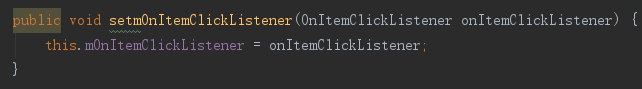 public void setmOnItemClickListener(OnItemClickListener onItemClickListener) {
    this.mOnItemClickListener = onItemClickListener;
}